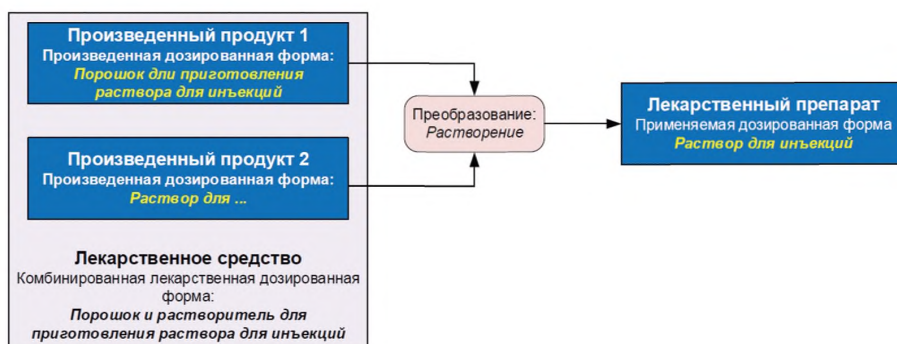 Произведенный продукт 1
Произведенная дозированная форма:
Порошок дли приготовления
раствора для инъекций
Произведенный продукт 2
Произведенная дозированная форма:
Раствор для ...
Лекарственное средство
Комбинированная лекарственная дозированная
форма:
Порошок и растворитель для
приготовления раствора для инъекций
Преобразование:
Растворение
Лекарственный препарат
Применяемая дозированная форма
Раствор для инъекций